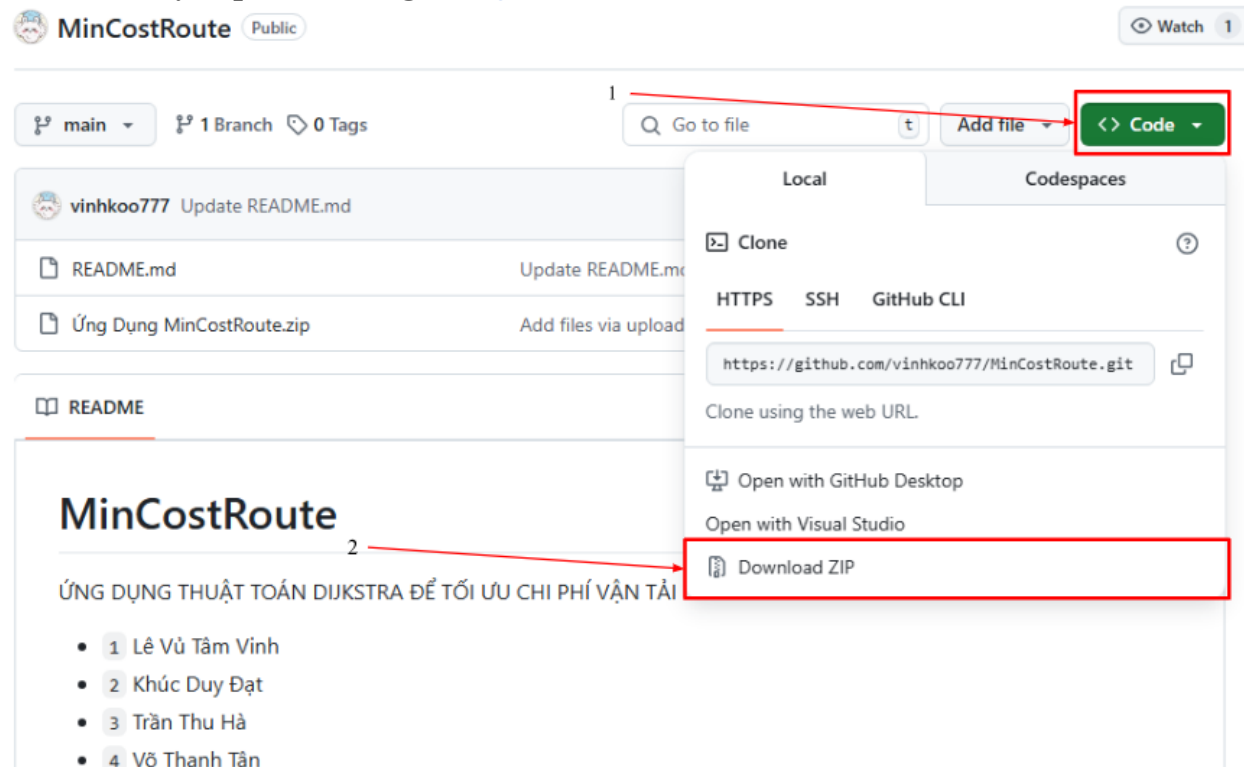 MinCostRoute Public
Watch 1
1
main 1 Branch 0 Tags
Go to file t Add file <> Code
Local Codespaces
vinhkoo777 Update README.md
Clone
README.md Update README.m
HTTPS SSH GitHub CLI
Ứng Dụng MinCostRoute.zip Add files via upload
https://github.com/vinhkoo777/MinCostRoute.git
README
Clone using the web URL.
Open with GitHub Desktop
MinCostRoute
Open with Visual Studio
2
Download ZIP
ỨNG DỤNG THUẬT TOÁN DIJKSTRA ĐỂ TỐI ƯU CHI PHÍ VẬN TẢI
1 Lê Vủ Tâm Vinh
2 Khúc Duy Đạt
3 Trần Thu Hà
4 Võ Thanh Tân